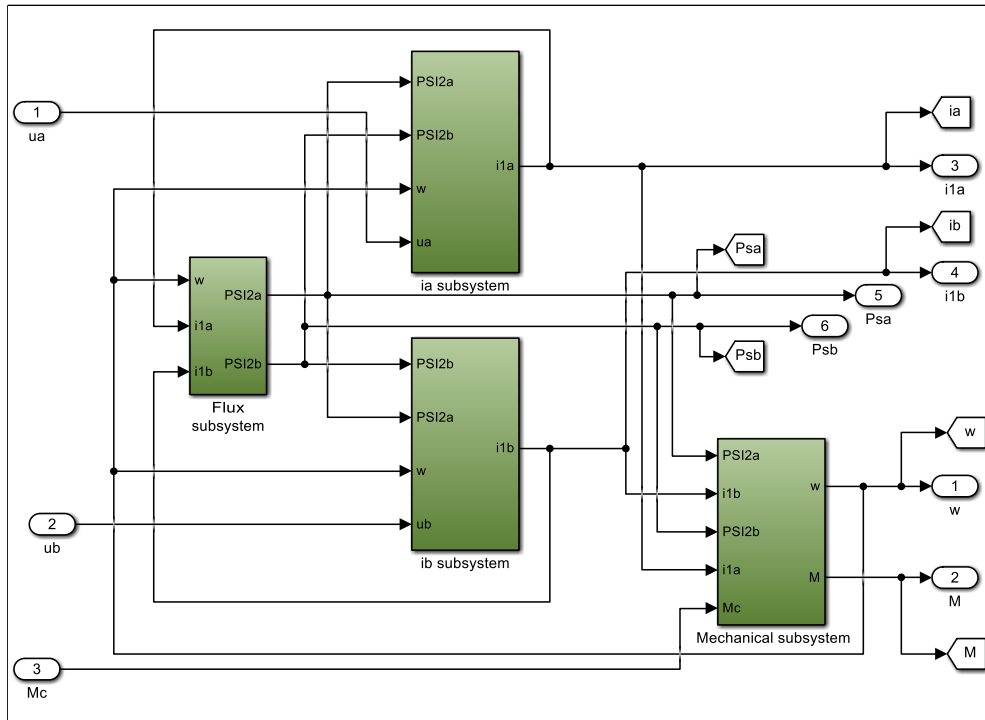 1
ua
PSI2a
PSI2b
w
ua
i1a
ia subsystem
ia
3
i1a
ib
4
i1b
Psa
5
Psa
6
Psb
Psb
w
i1a
i1b
PSI2a
PSI2b
Flux
subsystem
PSI2b
PSI2a
w
ub
i1b
ib subsystem
2
ub
PSI2a
i1b
PSI2b
i1a
Mc
w
M
Mechanical subsystem
w
1
w
2
M
M
3
Mc